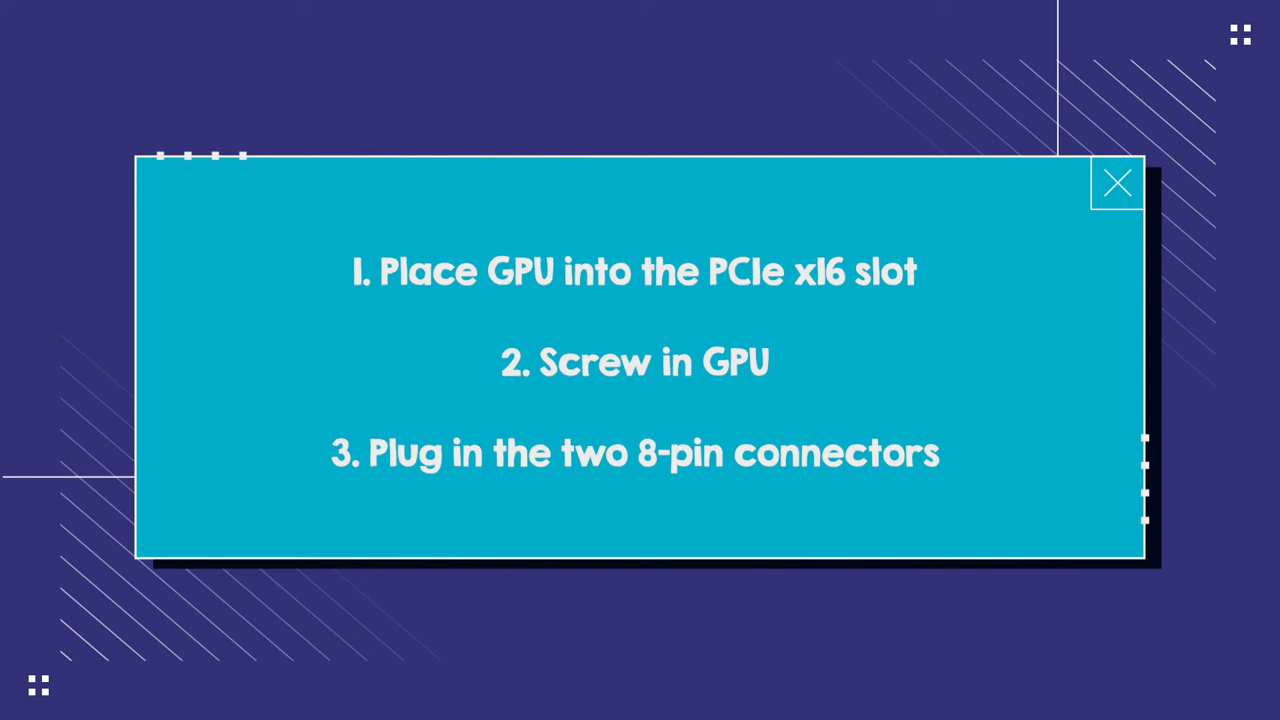 1. Place GPU into the PCIe x16 slot
2. Screw in GPU
3. Plug in the two 8-pin connectors